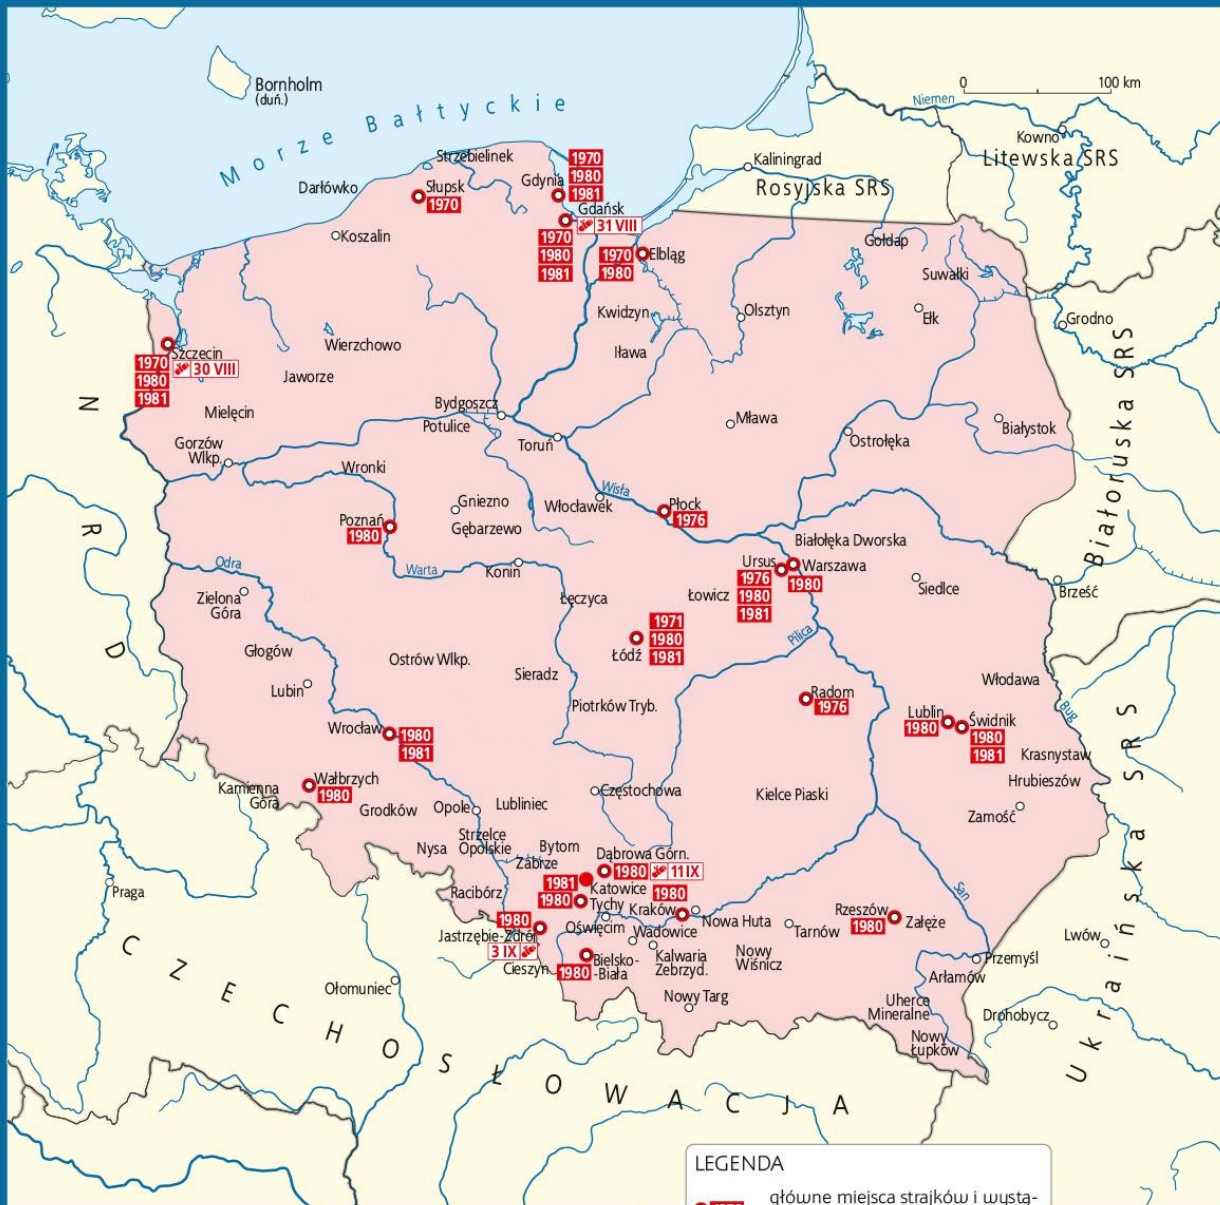 0 100 km
Bornholm
(duń.)
Morze Bałtyckie
Niemen
Kowno
Litewska SRS
Kaliningrad
Rosyjska SRS
Strzebielinek
1970
1980
1981
Gdynia
Darłówko
Słupsk
1970
Gdańsk
31 VIII
1970
1980
1981
Koszalin
1970
1980
Elbląg
Gołdap
Suwałki
Kwidzyn
Olsztyn
Ełk
Grodno
Wierzchowo
Iława
Szczecin
30 VIII
1970
1980
1981
Jaworze
Mielęcin
Bydgoszcz
Potulice
Toruń
Mława
Ostrołęka
Białystok
Białoruska SRS
Gorzów
Wlkp.
Wronki
Gniezno
Gębarzewo
Włocławek
Wisła
Płock
1976
Poznań
1980
Białołęka Dworska
Ursus
1976
1980
1981
Warszawa
1980
Siedlce
Brześć
Odra
Warta
Konin
Zielona
Góra
Łęczyca
Łowicz
1971
1980
1981
Łódź
Pilica
NRD
Głogów
Ostrów Wlkp.
Sieradz
Lubin
Piotrków Tryb.
Radom
1976
Włodawa
Bug
Lublin
1980
Świdnik
1980
1981
Krasnystaw
Hrubieszów
Zamość
Wrocław
1980
1981
Wałbrzych
1980
Kamienna
Góra
Grodków
Opole
Lubliniec
Częstochowa
Kielce Piaski
Strzelce
Opolskie
Nysa
Bytom
Zabrze
Dąbrowa Górn.
1980
11 IX
1981
Katowice
1980
Tychy
1980
Kraków
Nowa Huta
Racibórz
Praga
1980
Jastrzębie-Zdrój
3 IX
Cieszyn
Oświęcim
Wadowice
Kalwaria
Zebrzyd.
Nowy
Wiśnicz
Tarnów
Rzeszów
1980
Załęże
San
Lwów
1980
Bielsko-
-Biała
Nowy Targ
Przemyśl
Arłamów
Uherce
Mineralne
Nowy
Łupków
Drohobycz
Ołomuniec
CZECHOSŁOWACJA
Ukraińska SRS
LEGENDA
główne miejsca strajków i wystą-